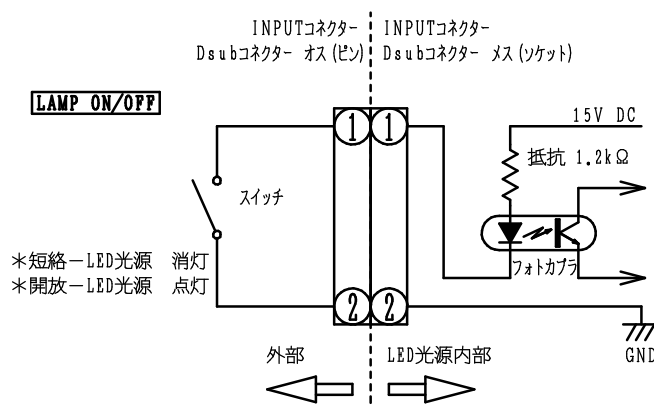 INPUTコネクター
Dsubコネクター オス(ピン)
INPUTコネクター
Dsubコネクター メス(ソケット)
LAMP ON/OFF
① ①
15V DC
抵抗 1.2kΩ
スイッチ
フォトカプラ
＊短絡－LED光源 消灯
＊開放－LED光源 点灯
② ②
GND
外部
LED光源内部